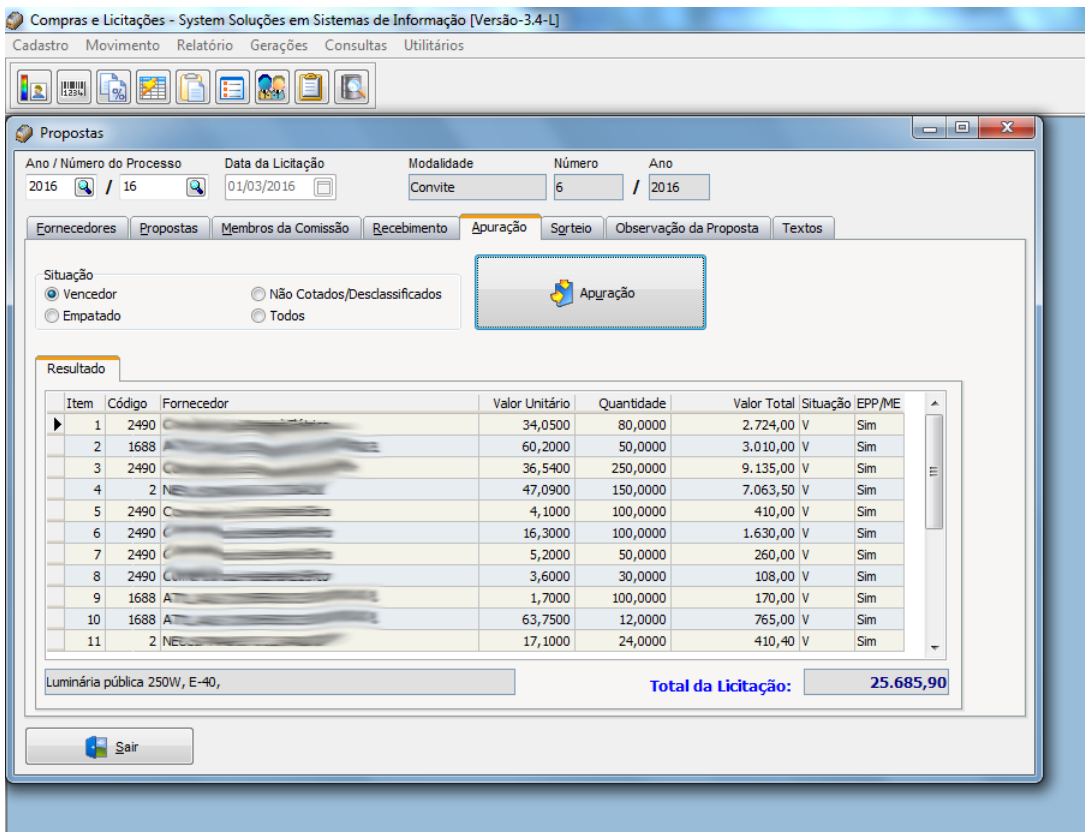 Compras e Licitações - System Soluções em Sistemas de Informação [Versão-3.4-L]
Cadastro Movimento Relatório Gerações Consultas Utilitários
Propostas
Ano / Número do Processo Data da Licitação Modalidade Número Ano
2016 / 16 01/03/2016 Convite 6 / 2016
Fornecedores Propostas Membros da Comissão Recebimento Apuração Sorteio Observação da Proposta Textos
Situação
Vencedor Não Cotados/Desclassificados
Empatado Todos
Apuração
Resultado
Item Código Fornecedor Valor Unitário Quantidade Valor Total Situação EPP/ME
1 2490 34,0500 80,0000 2.724,00 V Sim
2 1688 60,2000 50,0000 3.010,00 V Sim
3 2490 36,5400 250,0000 9.135,00 V Sim
4 2 47,0900 150,0000 7.063,50 V Sim
5 2490 4,1000 100,0000 410,00 V Sim
6 2490 16,3000 100,0000 1.630,00 V Sim
7 2490 5,2000 50,0000 260,00 V Sim
8 2490 3,6000 30,0000 108,00 V Sim
9 1688 1,7000 100,0000 170,00 V Sim
10 1688 63,7500 12,0000 765,00 V Sim
11 2 17,1000 24,0000 410,40 V Sim
Luminária pública 250W, E-40, Total da Licitação: 25.685,90
Sair